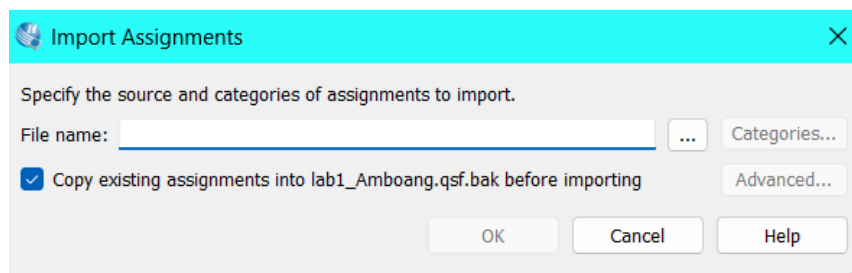 Import Assignments
Specify the source and categories of assignments to import.
File name: ... Categories...
Copy existing assignments into lab1_Amboang.qsf.bak before importing Advanced...
OK Cancel Help